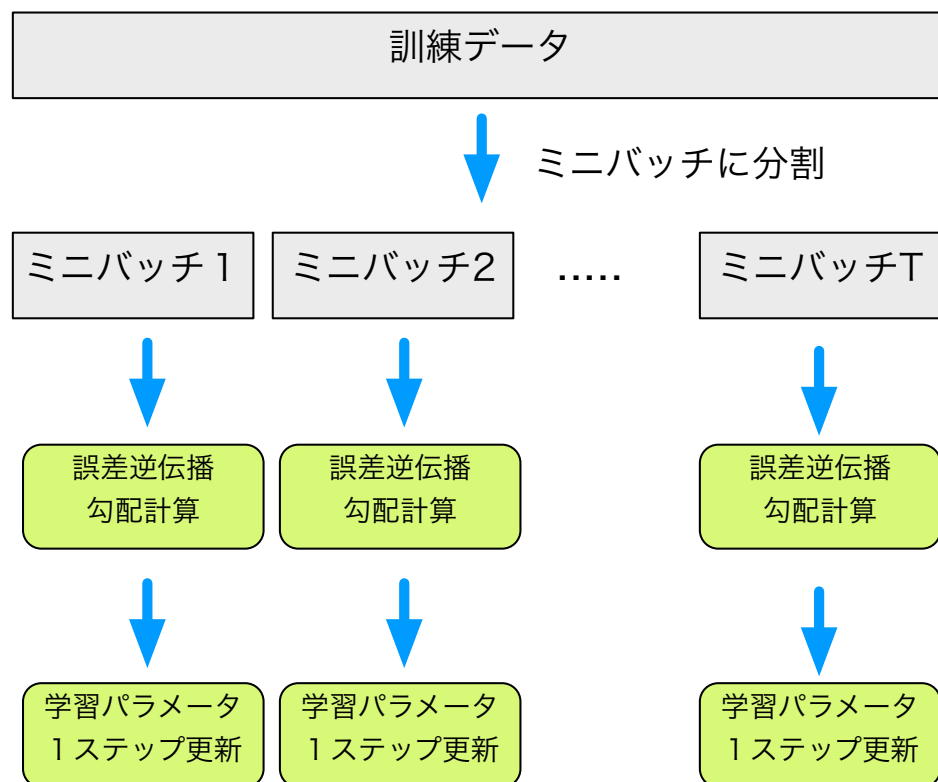 訓練データ
ミニバッチに分割
ミニバッチ１
ミニバッチ2
.....
ミニバッチT
誤差逆伝播
勾配計算
誤差逆伝播
勾配計算
誤差逆伝播
勾配計算
学習パラメータ
１ステップ更新
学習パラメータ
１ステップ更新
学習パラメータ
１ステップ更新